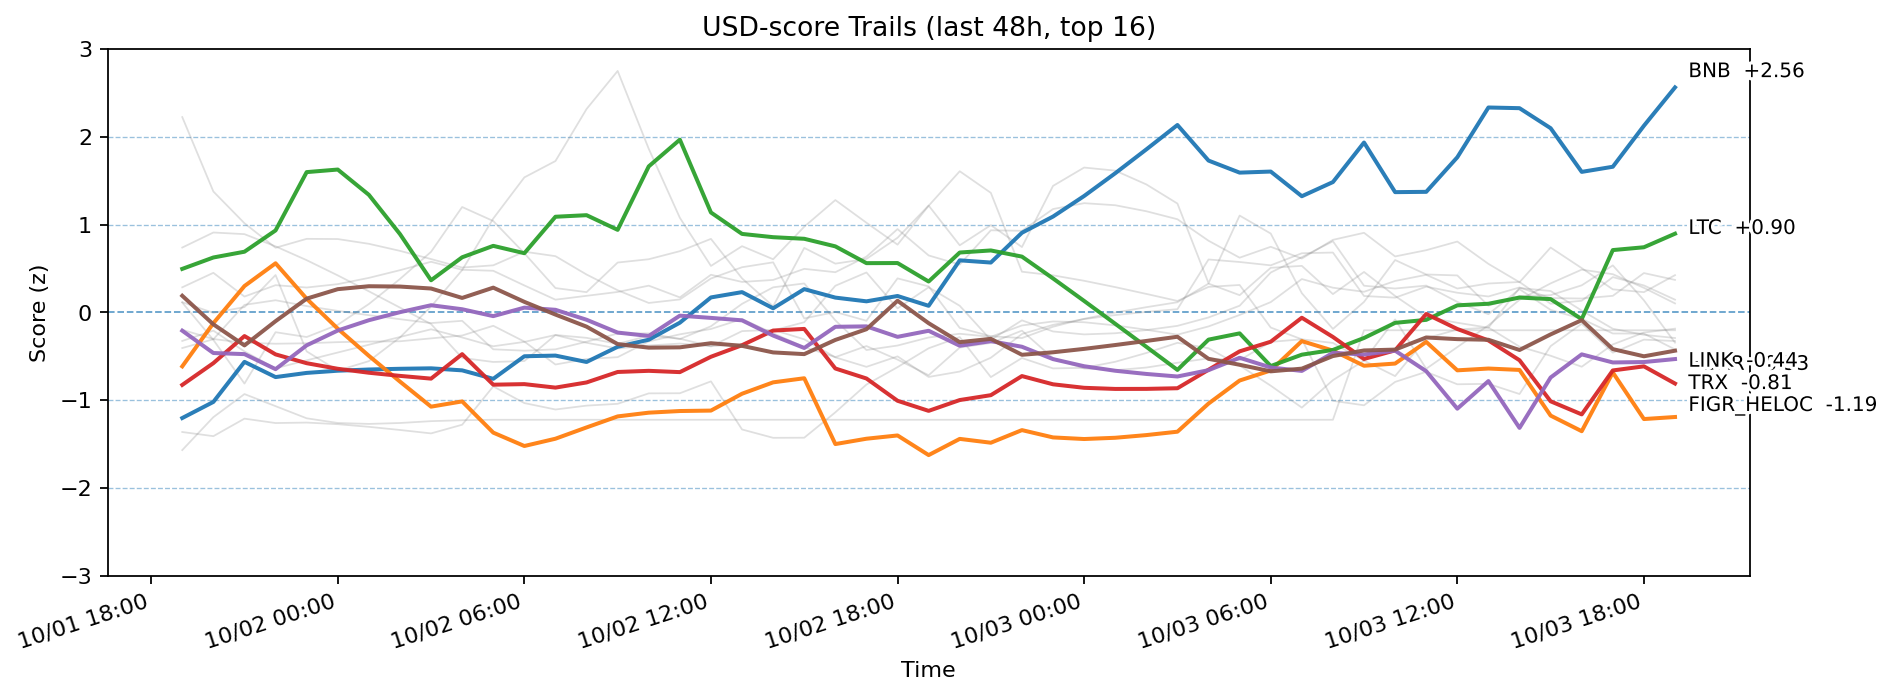 USD-score Trails (last 48h, top 16)
Score (z)
3
2
1
0
−1
−2
−3
BNB +2.56
LTC +0.90
LINK -0.44
TRX -0.81
FIGR_HELOC -1.19
10/01 18:00
10/02 00:00
10/02 06:00
10/02 12:00
10/02 18:00
10/03 00:00
10/03 06:00
10/03 12:00
10/03 18:00
Time